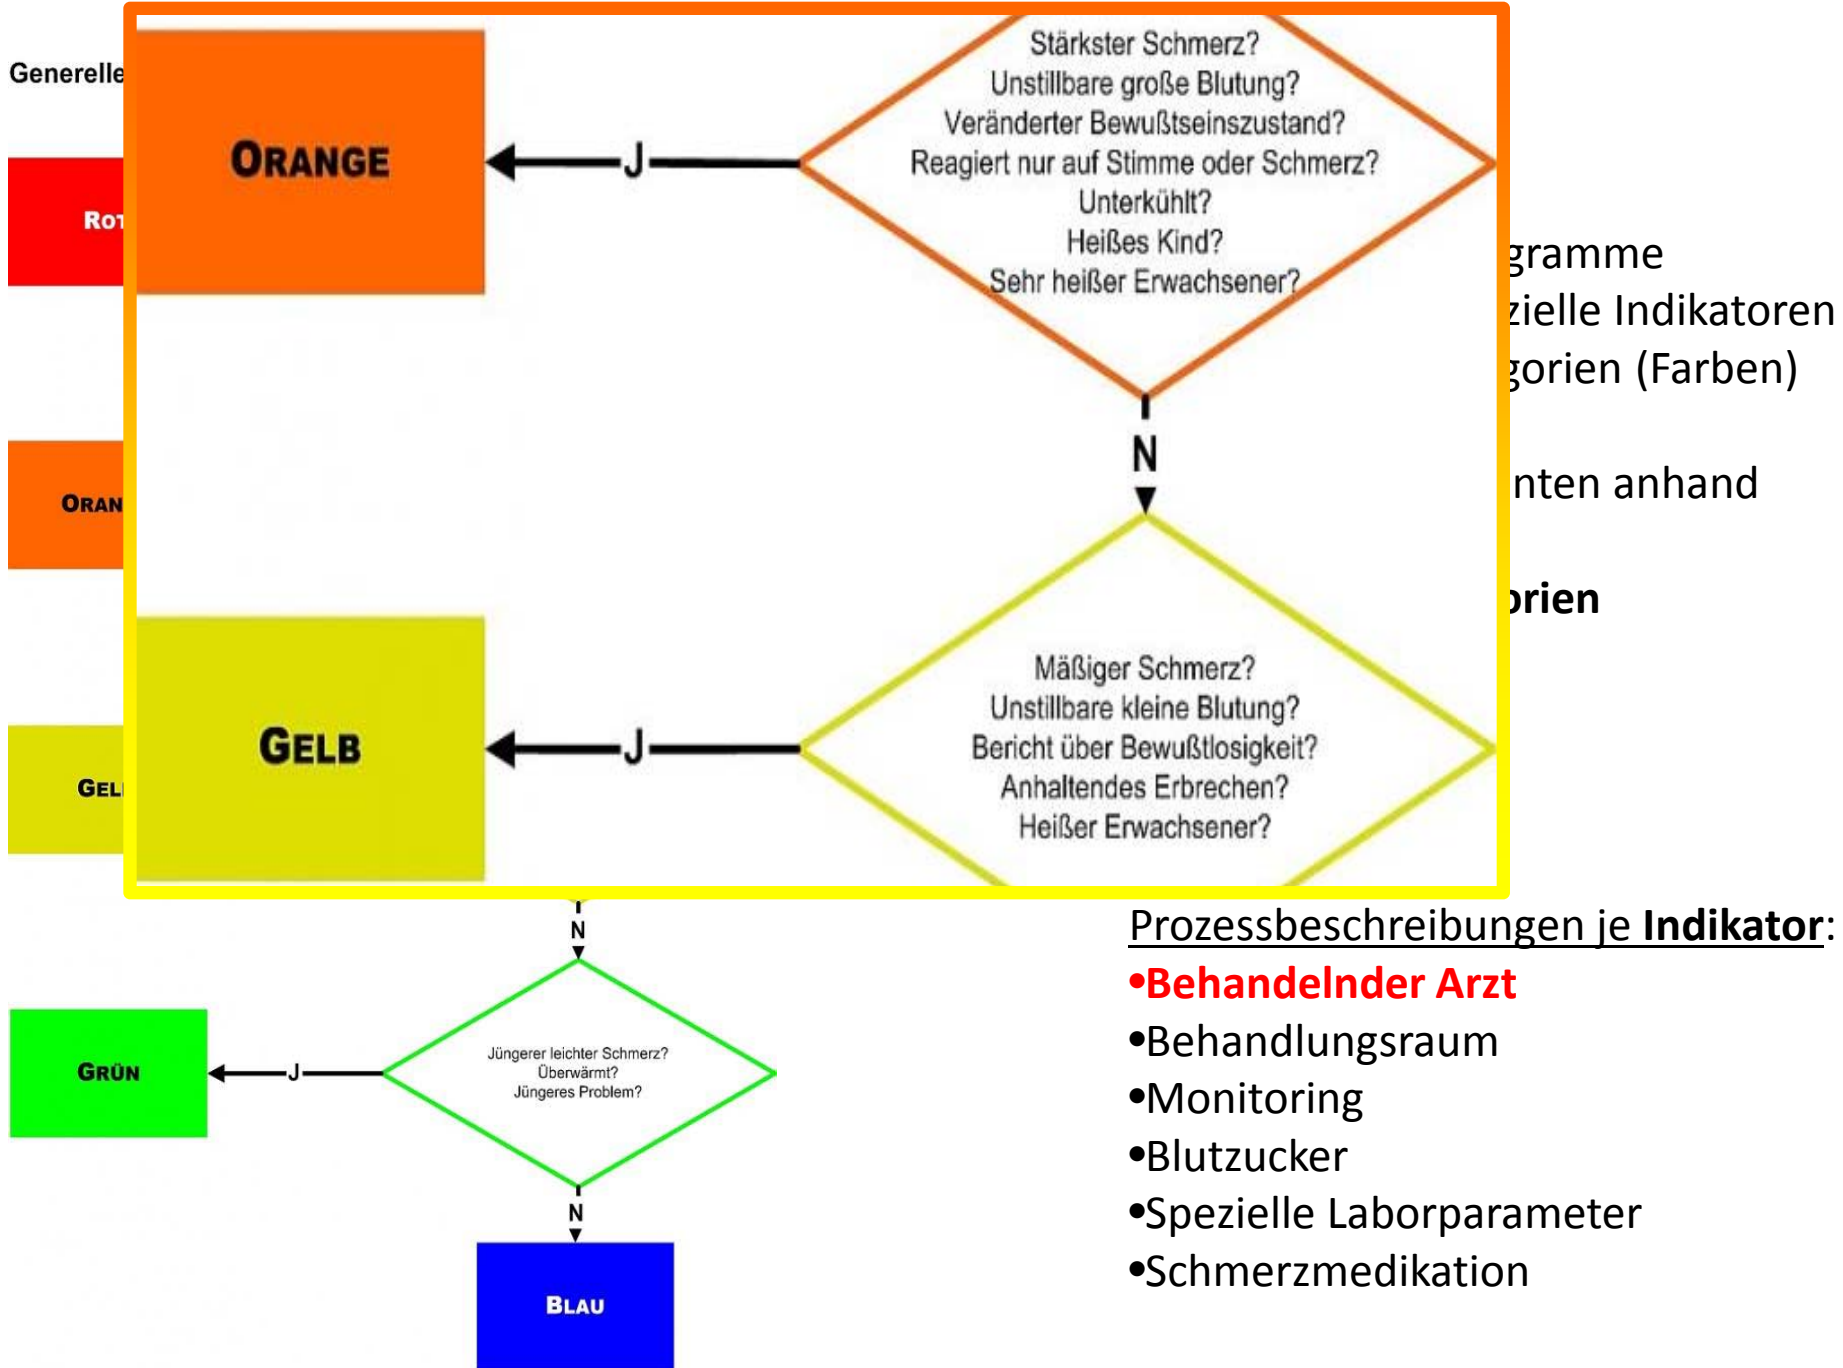 Generelle
ROT
ORAN
GEL
ORANGE
J
Stärkster Schmerz?
Unstillbare große Blutung?
Veränderter Bewußtseinszustand?
Reagiert nur auf Stimme oder Schmerz?
Unterkühlt?
Heißes Kind?
Sehr heißer Erwachsener?
N
GELB
J
Mäßiger Schmerz?
Unstillbare kleine Blutung?
Bericht über Bewußtlosigkeit?
Anhaltendes Erbrechen?
Heißer Erwachsener?
gramme
zielle Indikatoren
gorien (Farben)
nten anhand
orien
N
GRÜN
J
Jüngerer leichter Schmerz?
Überwärmt?
Jüngeres Problem?
N
BLAU
Prozessbeschreibungen je Indikator:
•Behandelnder Arzt
•Behandlungsraum
•Monitoring
•Blutzucker
•Spezielle Laborparameter
•Schmerzmedikation